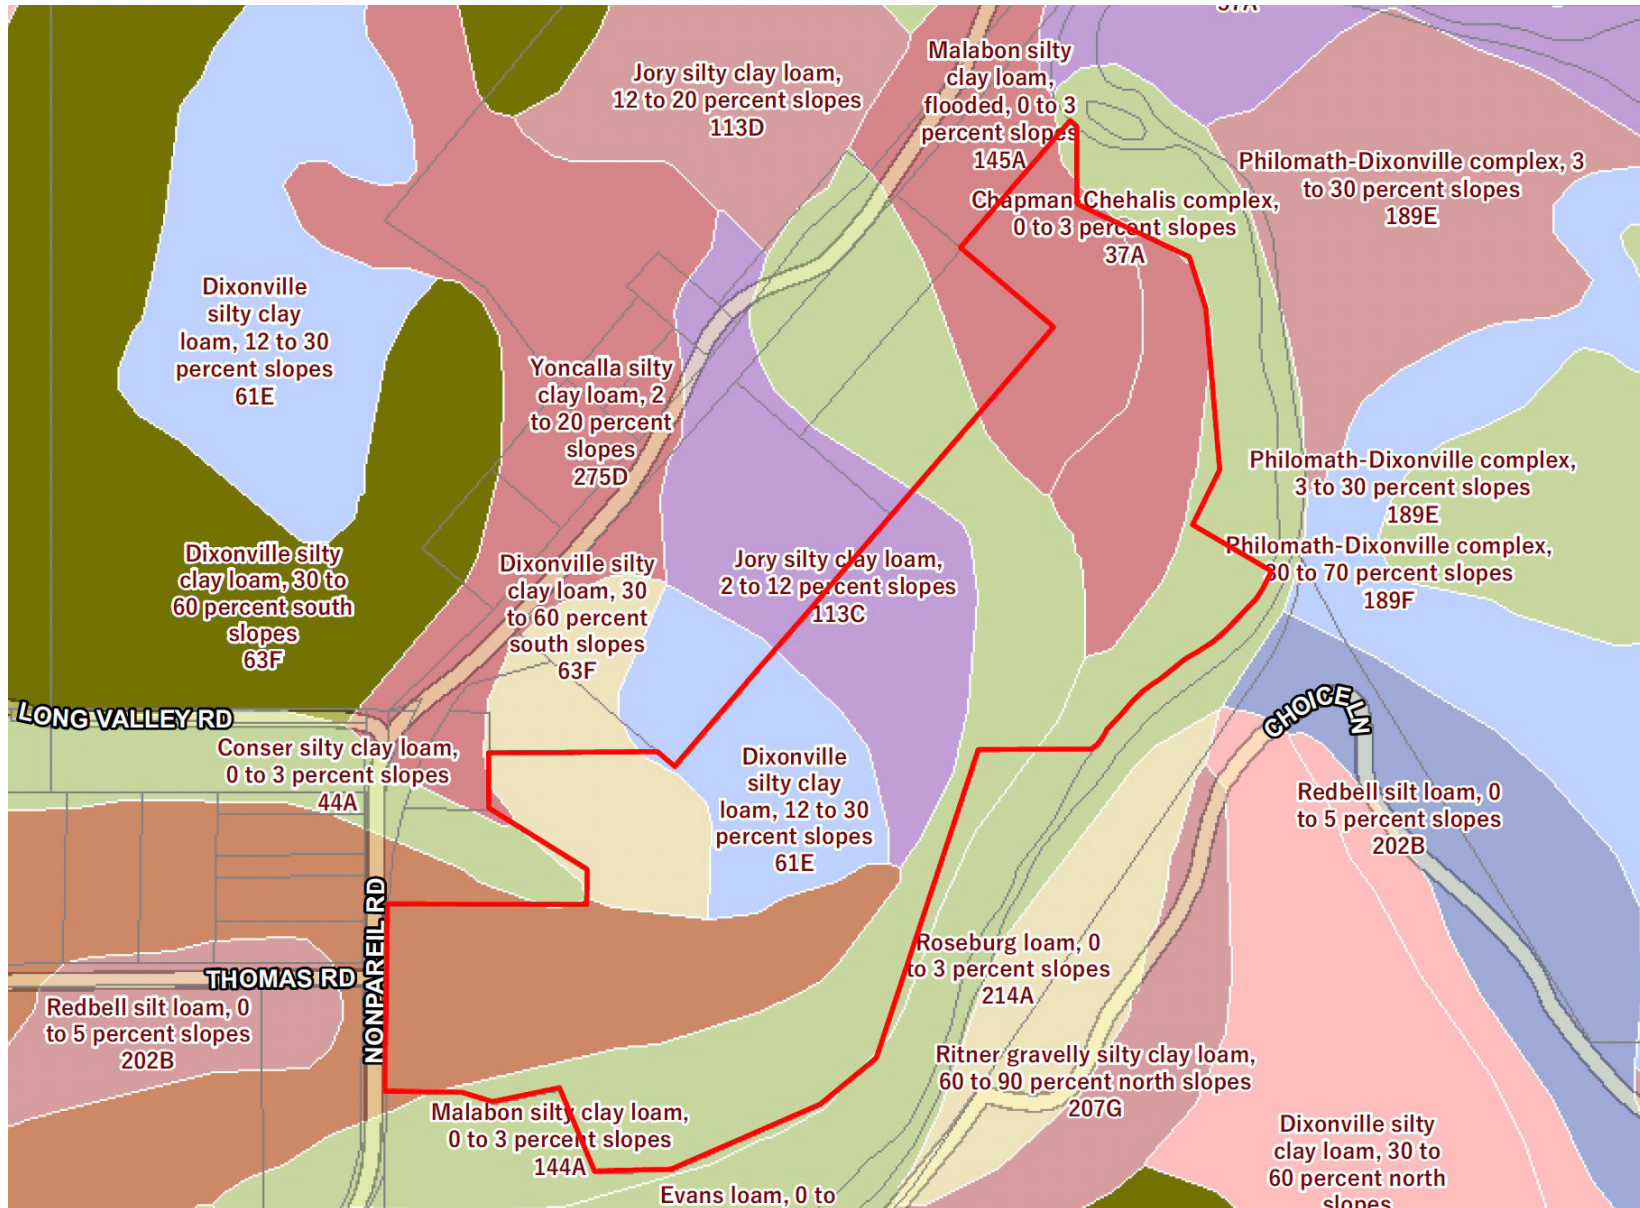 37A
Malabon silty
clay loam,
flooded, 0 to 3
percent slopes
145A
Jory silty clay loam,
12 to 20 percent slopes
113D
Philomath-Dixonville complex, 3
to 30 percent slopes
189E
Chapman-Chehalis complex,
0 to 3 percent slopes
37A
Dixonville
silty clay
loam, 12 to 30
percent slopes
61E
Yoncalla silty
clay loam, 2
to 20 percent
slopes
275D
Philomath-Dixonville complex,
3 to 30 percent slopes
189E
Philomath-Dixonville complex,
30 to 70 percent slopes
189F
Dixonville silty
clay loam, 30 to
60 percent south
slopes
63F
Dixonville silty
clay loam, 30
to 60 percent
south slopes
63F
Jory silty clay loam,
2 to 12 percent slopes
113C
LONG VALLEY RD
CHOICE LN
Conser silty clay loam,
0 to 3 percent slopes
44A
Dixonville
silty clay
loam, 12 to 30
percent slopes
61E
Redbell silt loam, 0
to 5 percent slopes
202B
NONPAREIL RD
THOMAS RD
Redbell silt loam, 0
to 5 percent slopes
202B
Roseburg loam, 0
to 3 percent slopes
214A
Ritner gravelly silty clay loam,
60 to 90 percent north slopes
207G
Malabon silty clay loam,
0 to 3 percent slopes
144A
Dixonville silty
clay loam, 30 to
60 percent north
slopes
Evans loam, 0 to